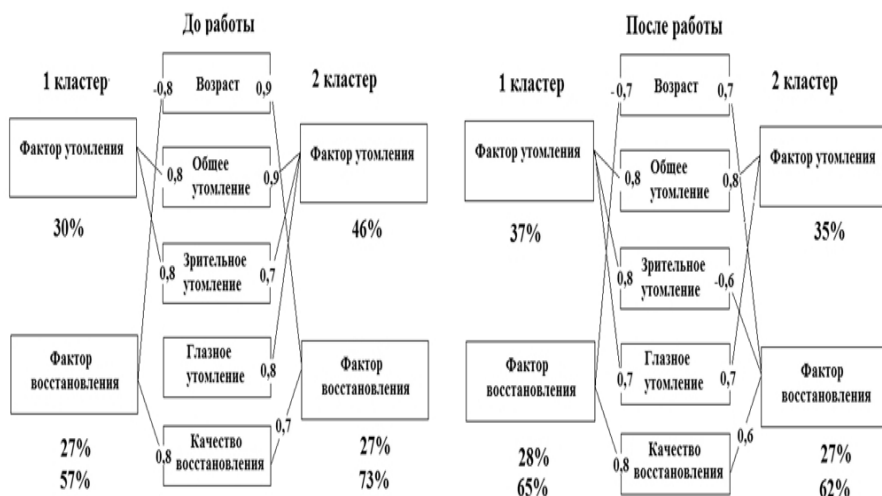 До работы
1 кластер
2 кластер
-0,8
Возраст
0,9
Фактор утомления
Общее
утомление
0,8
0,9
Фактор утомления
30%
46%
Зрительное
утомление
0,8
0,7
Глазное
утомление
0,8
Фактор
восстановления
Фактор
восстановления
Качество
восстановления
0.8
0,7
27%
57%
27%
73%
После работы
1 кластер
2 кластер
-0,7
Возраст
0,7
Фактор утомления
Общее
утомление
0,8
0,8
Фактор утомления
37%
35%
Зрительное
утомление
0,8
-0,6
Глазное
утомление
0,7
0,7
Фактор
восстановления
Фактор
восстановления
Качество
восстановления
0,8
0,6
28%
65%
27%
62%